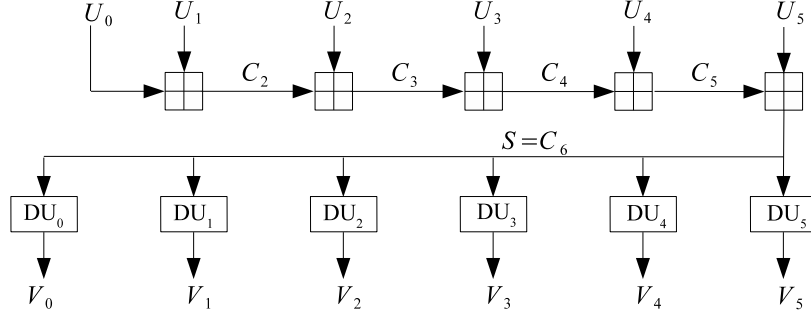 U₀ U₁ U₂ U₃ U₄ U₅
C₂ C₃ C₄ C₅
S=C₆
DU₀ DU₁ DU₂ DU₃ DU₄ DU₅
V₀ V₁ V₂ V₃ V₄ V₅